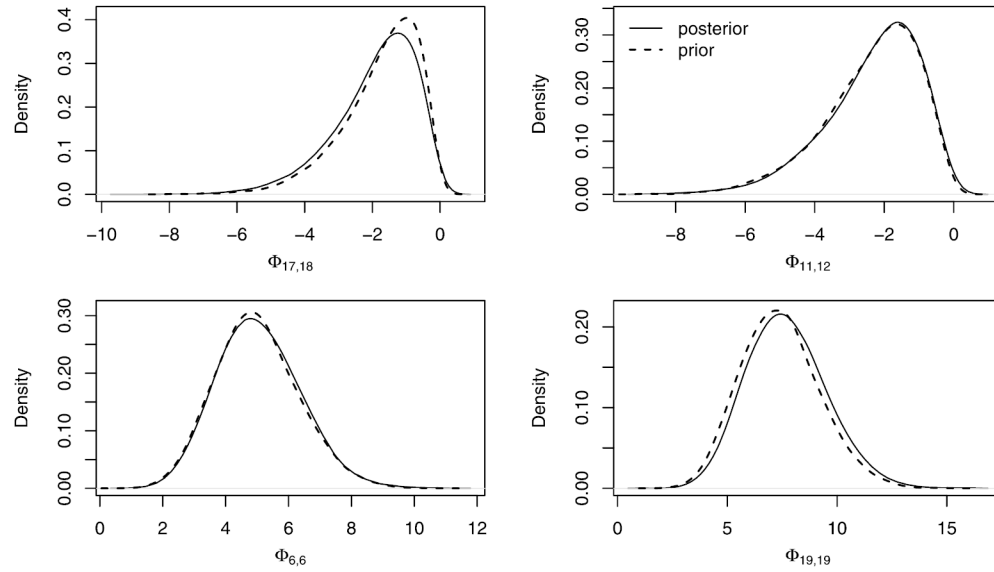 Density
0.0 0.1 0.2 0.3 0.4
−10 −8 −6 −4 −2 0
Φ17,18
Density
0.00 0.10 0.20 0.30
posterior
prior
−8 −6 −4 −2 0
Φ11,12
Density
0.00 0.10 0.20 0.30
0 2 4 6 8 10 12
Φ6,6
Density
0.00 0.10 0.20
0 5 10 15
Φ19,19